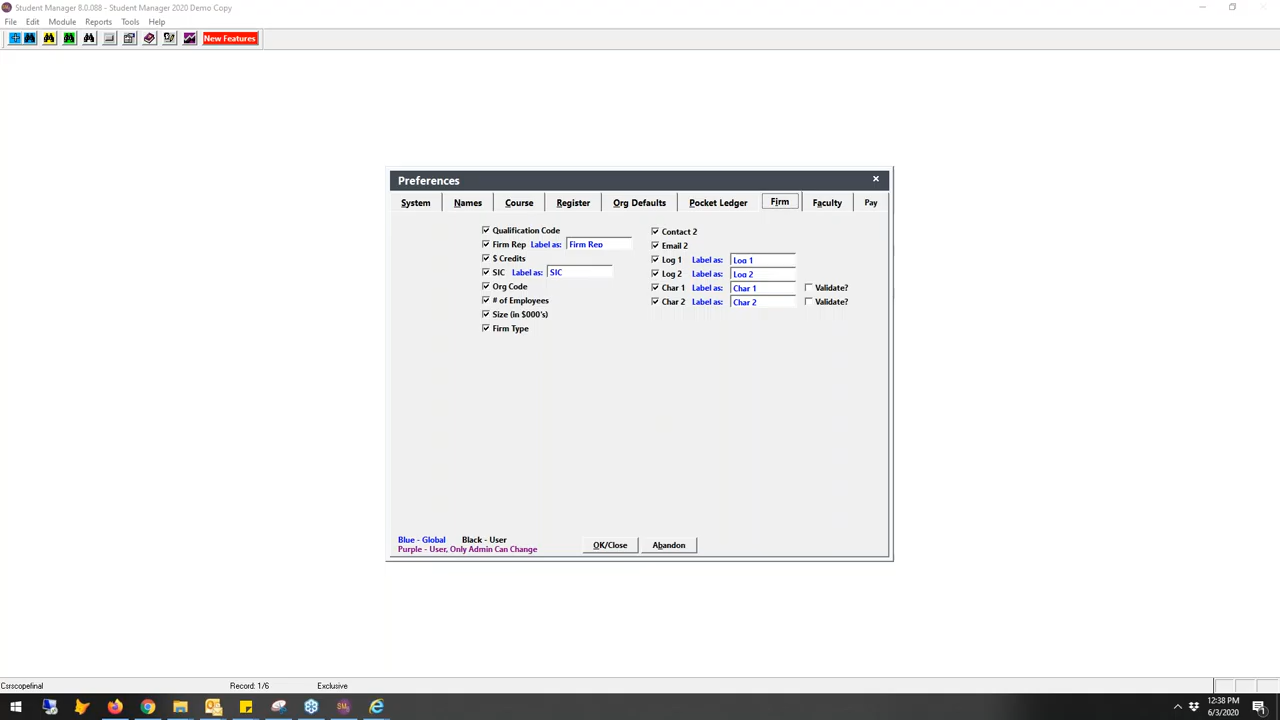 Student Manager 8.0.088 - Student Manager 2020 Demo Copy
File Edit Module Reports Tools Help
New Features
Preferences
System Names Course Register Org Defaults Pocket Ledger Firm Faculty Pay
Qualification Code
Firm Rep Label as: Firm Rep
$ Credits
SIC Label as: SIC
Org Code
# of Employees
Size (in $000's)
Firm Type
Contact 2
Email 2
Log 1 Label as: Log 1
Log 2 Label as: Log 2
Char 1 Label as: Char 1 Validate?
Char 2 Label as: Char 2 Validate?
Blue - Global Black - User
Purple - User, Only Admin Can Change
OK/Close Abandon
Csrscopefinal Record: 1/6 Exclusive
12:38 PM
6/3/2020